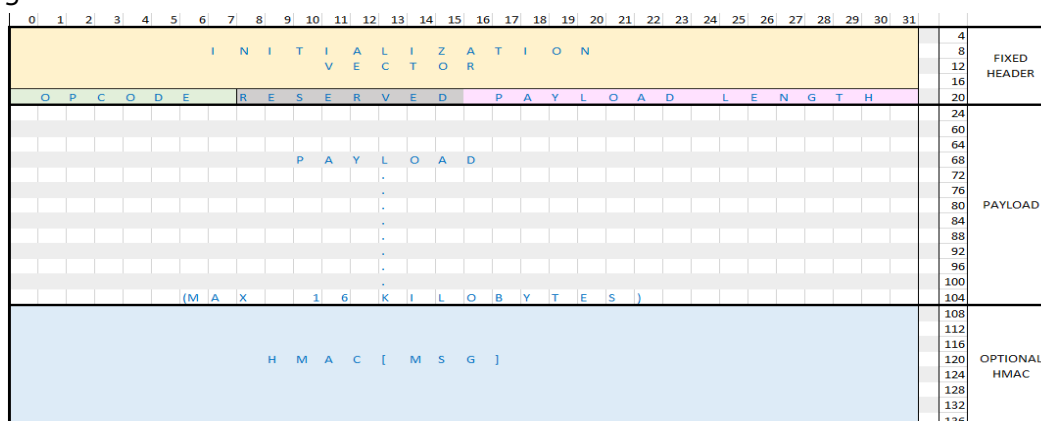 0 1 2 3 4 5 6 7 8 9 10 11 12 13 14 15 16 17 18 19 20 21 22 23 24 25 26 27 28 29 30 31
4
I N I T I A L I Z A T I O N 8
V E C T O R 12
FIXED
HEADER
16
O P C O D E R E S E R V E D P A Y L O A D L E N G T H 20
24
60
64
P A Y L O A D 68
. 72
. 76
. 80 PAYLOAD
. 84
. 88
. 92
. 96
. 100
(M A X 1 6 K I L O B Y T E S ) 104
108
112
116
H M A C [ M S G ] 120 OPTIONAL
124 HMAC
128
132
136